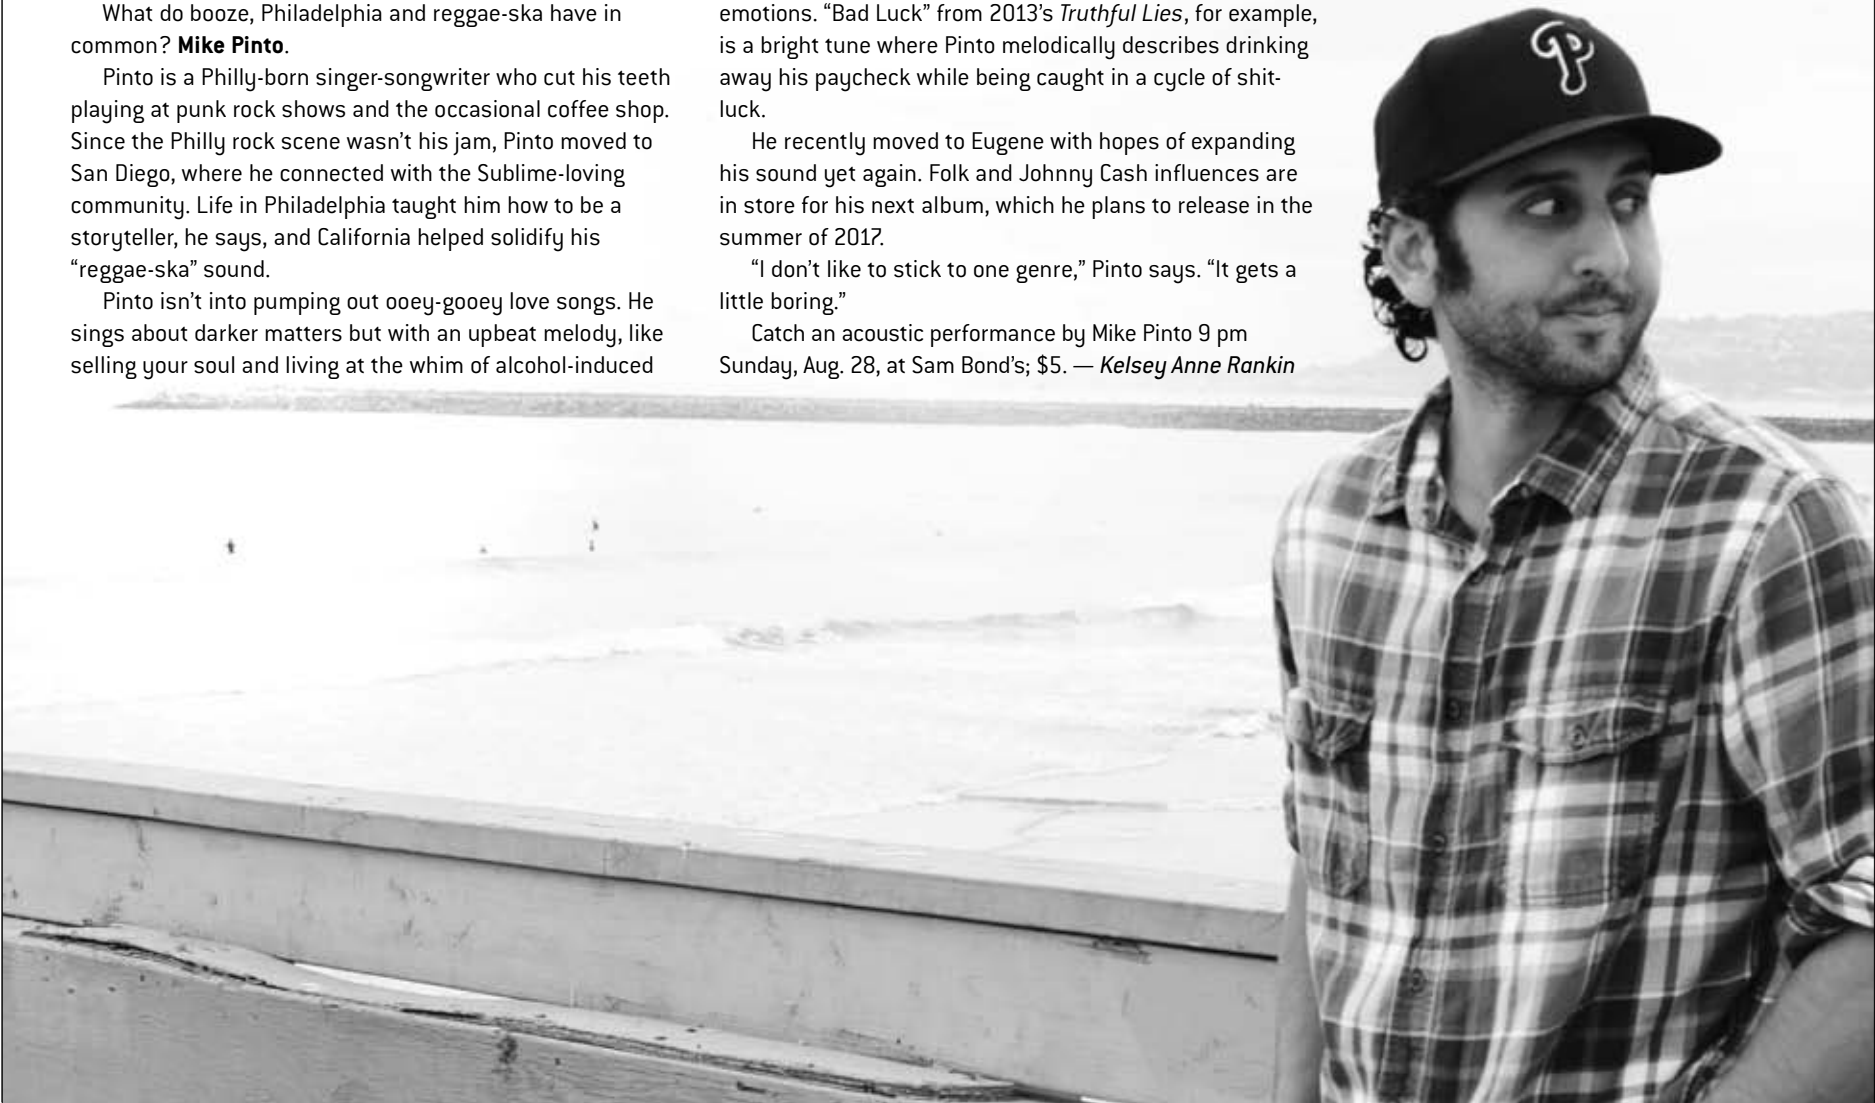 What do booze, Philadelphia and reggae-ska have in
common? Mike Pinto.
Pinto is a Philly-born singer-songwriter who cut his teeth
playing at punk rock shows and the occasional coffee shop.
Since the Philly rock scene wasn’t his jam, Pinto moved to
San Diego, where he connected with the Sublime-loving
community. Life in Philadelphia taught him how to be a
storyteller, he says, and California helped solidify his
“reggae-ska” sound.
Pinto isn’t into pumping out ooey-gooey love songs. He
sings about darker matters but with an upbeat melody, like
selling your soul and living at the whim of alcohol-induced
emotions. “Bad Luck” from 2013’s Truthful Lies, for example,
is a bright tune where Pinto melodically describes drinking
away his paycheck while being caught in a cycle of shit-
luck.
He recently moved to Eugene with hopes of expanding
his sound yet again. Folk and Johnny Cash influences are
in store for his next album, which he plans to release in the
summer of 2017.
“I don’t like to stick to one genre,” Pinto says. “It gets a
little boring.”
Catch an acoustic performance by Mike Pinto 9 pm
Sunday, Aug. 28, at Sam Bond’s; $5. — Kelsey Anne Rankin
P